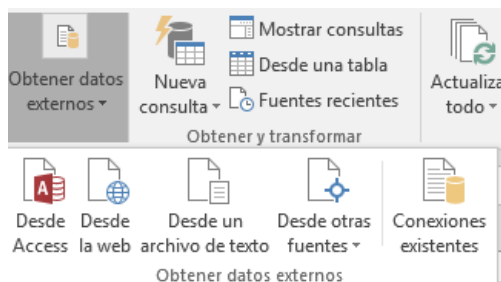 Obtener datos
externos
Nueva
consulta
Mostrar consultas
Desde una tabla
Fuentes recientes
Obtener y transformar
Actualiza
todo
Desde
Access
Desde
la web
Desde un
archivo de texto
Desde otras
fuentes
Conexiones
existentes
Obtener datos externos